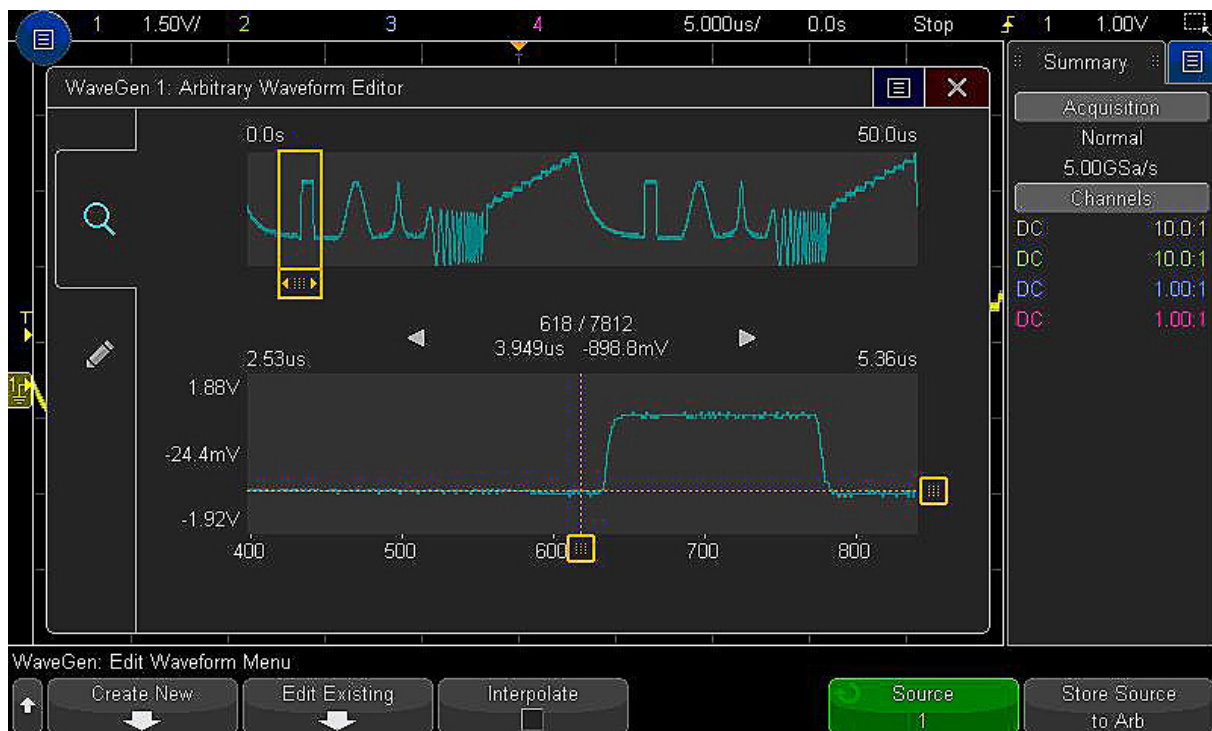 1 1.50V/ 2 3 4 5.000us/ 0.0s Stop 1 1.00V
Summary
WaveGen 1: Arbitrary Waveform Editor
Acquisition
Normal
5.00GSa/s
Channels
DC 10.0:1
DC 10.0:1
DC 1.00:1
DC 1.00:1
0.0s 50.0us
T
618 / 7812
3.949us -898.8mV
2.53us 5.36us
1.88V
-24.4mV
-1.92V
400 500 600 700 800
WaveGen: Edit Waveform Menu
Create New
Edit Existing
Interpolate
Source
1
Store Source
to Arb